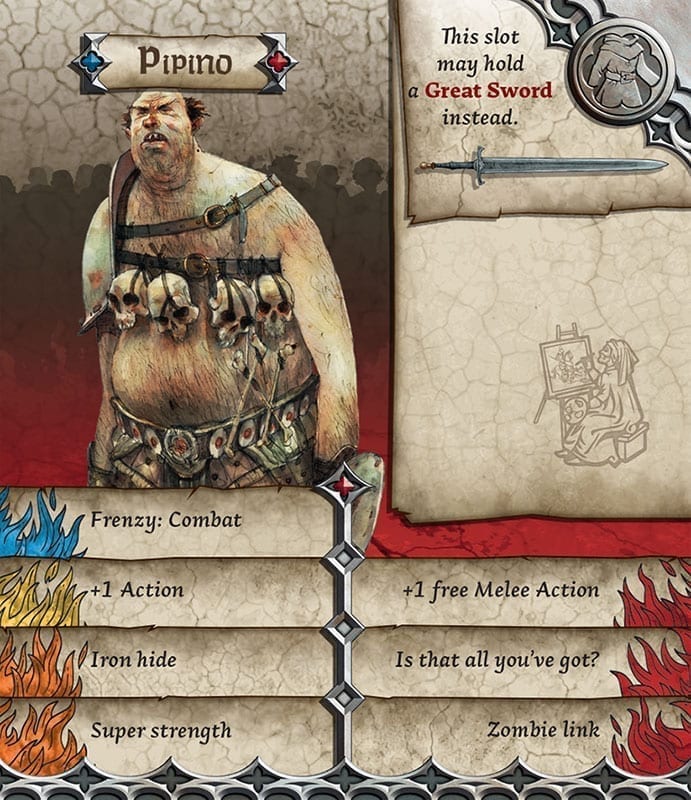 Pipino
This slot
may hold
a Great Sword
instead.
Frenzy: Combat
+1 Action
+1 free Melee Action
Iron hide
Is that all you've got?
Super strength
Zombie link